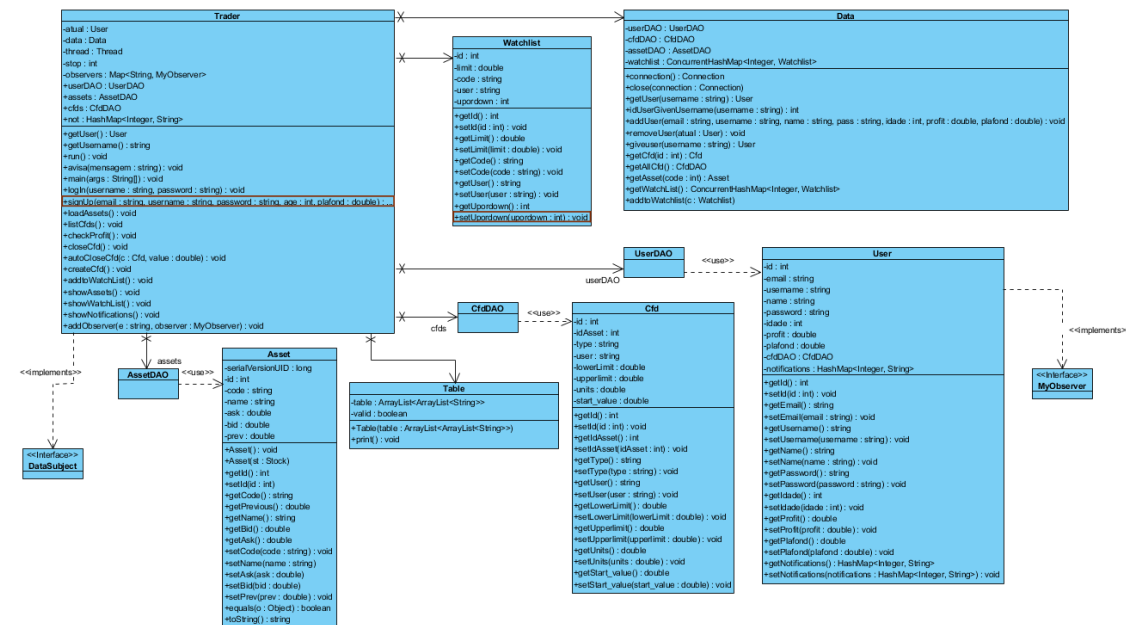 Trader
-atual : User
-data : Data
-thread : Thread
-stop : int
-observers : Map<String, MyObserver>
+userDAO : UserDAO
+assets : AssetDAO
+cfds : CfdDAO
+not : HashMap<Integer, String>
+getUser() : User
+getUsername() : string
+run() : void
+avisa(mensagem : string) : void
+main(args : String[]) : void
+logIn(username : string, password : string) : void
+signUp(email : string, username : string, password : string, age : int, plafond : double) : ...
+loadAssets() : void
+listCfds() : void
+checkProfit() : void
+closeCfd() : void
+autoCloseCfd(c : Cfd, value : double) : void
+createCfd() : void
+addtoWatchList() : void
+showAssets() : void
+showWatchList() : void
+showNotifications() : void
+addObserver(e : string, observer : MyObserver) : void
Watchlist
-id : int
-limit : double
-code : string
-user : string
-upordown : int
+getId() : int
+setId(id : int) : void
+getLimit() : double
+setLimit(limit : double) : void
+getCode() : string
+setCode(code : string) : void
+getUser() : string
+setUser(user : string) : void
+getUpordown() : int
+setUpordown(upordown : int) : void
Data
-userDAO : UserDAO
-cfdDAO : CfdDAO
-assetDAO : AssetDAO
-watchlist : ConcurrentHashMap<Integer, Watchlist>
+connection() : Connection
+close(connection : Connection)
+getUser(username : string) : User
+idUserGivenUsername(username : string) : int
+addUser(email : string, username : string, name : string, pass : string, idade : int, profit : double, plafond : double) : void
+removeUser(atual : User) : void
+giveuser(username : string) : User
+getCfd(id : int) : Cfd
+getAllCfd() : CfdDAO
+getAsset(code : int) : Asset
+getWatchList() : ConcurrentHashMap<Integer, Watchlist>
+addtoWatchlist(c : Watchlist)
UserDAO
userDAO
<<use>>
User
-id : int
-email : string
-username : string
-name : string
-password : string
-idade : int
-profit : double
-plafond : double
-cfdDAO : CfdDAO
-notifications : HashMap<Integer, String>
+getId() : int
+setId(id : int) : void
+getEmail() : string
+setEmail(email : string) : void
+getUsername() : string
+setUsername(username : string) : void
+getName() : string
+setName(name : string) : void
+getPassword() : string
+setPassword(password : string) : void
+getIdade() : int
+setIdade(idade : int) : void
+getProfit() : double
+setProfit(profit : double) : void
+getPlafond() : double
+setPlafond(plafond : double) : void
+getNotifications() : HashMap<Integer, String>
+setNotifications(notifications : HashMap<Integer, String>) : void
<<implements>
<<Interface>>
MyObserver
CfdDAO
cfds
<<use>>
Cfd
-id : int
-idAsset : int
-type : string
-user : string
-lowerLimit : double
-upperlimit : double
-units : double
-start_value : double
+getId() : int
+setId(id : int) : void
+getIdAsset() : int
+setIdAsset(idAsset : int) : void
+getType() : string
+setType(type : string) : void
+getUser() : string
+setUser(user : string) : void
+getLowerLimit() : double
+setLowerLimit(lowerLimit : double) : void
+getUpperlimit() : double
+setUpperlimit(upperlimit : double) : void
+getUnits() : double
+setUnits(units : double) : void
+getStart_value() : double
+setStart_value(start_value : double) : void
Table
-table : ArrayList<ArrayList<String>>
-valid : boolean
+Table(table : ArrayList<ArrayList<String>>)
+print() : void
assets
AssetDAO
<<use>>
Asset
-serialVersionUID : long
-id : int
-code : string
-name : string
-ask : double
-bid : double
-prev : double
+Asset() : void
+Asset(st : Stock)
+getId() : int
+setId(id : int)
+getCode() : string
+getPrevious() : double
+getName() : string
+getBid() : double
+getAsk() : double
+setCode(code : string) : void
+setName(name : string)
+setAsk(ask : double)
+setBid(bid : double)
+setPrev(prev : double) : void
+equals(o : Object) : boolean
+toString() : string
<<implements>>
<<Interface>>
DataSubject